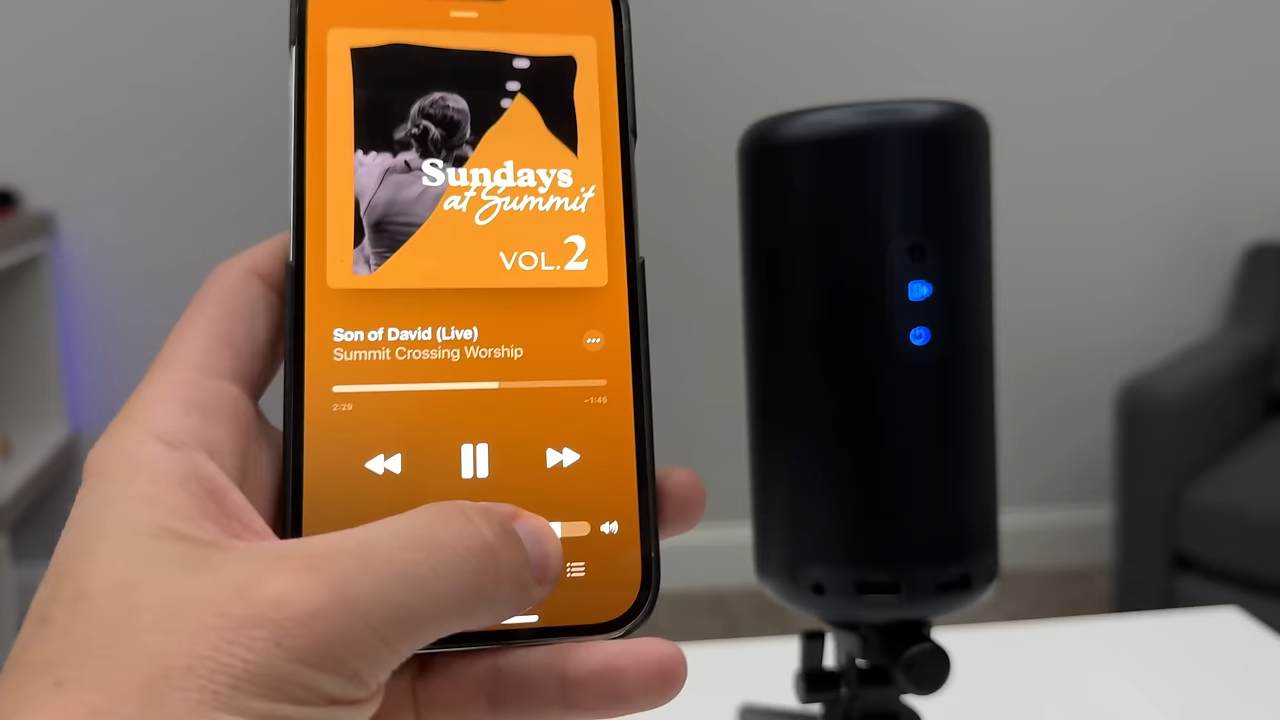 Sundays
at Summit
VOL.2
Son of David (Live)
Summit Crossing Worship
2:29
-1:46